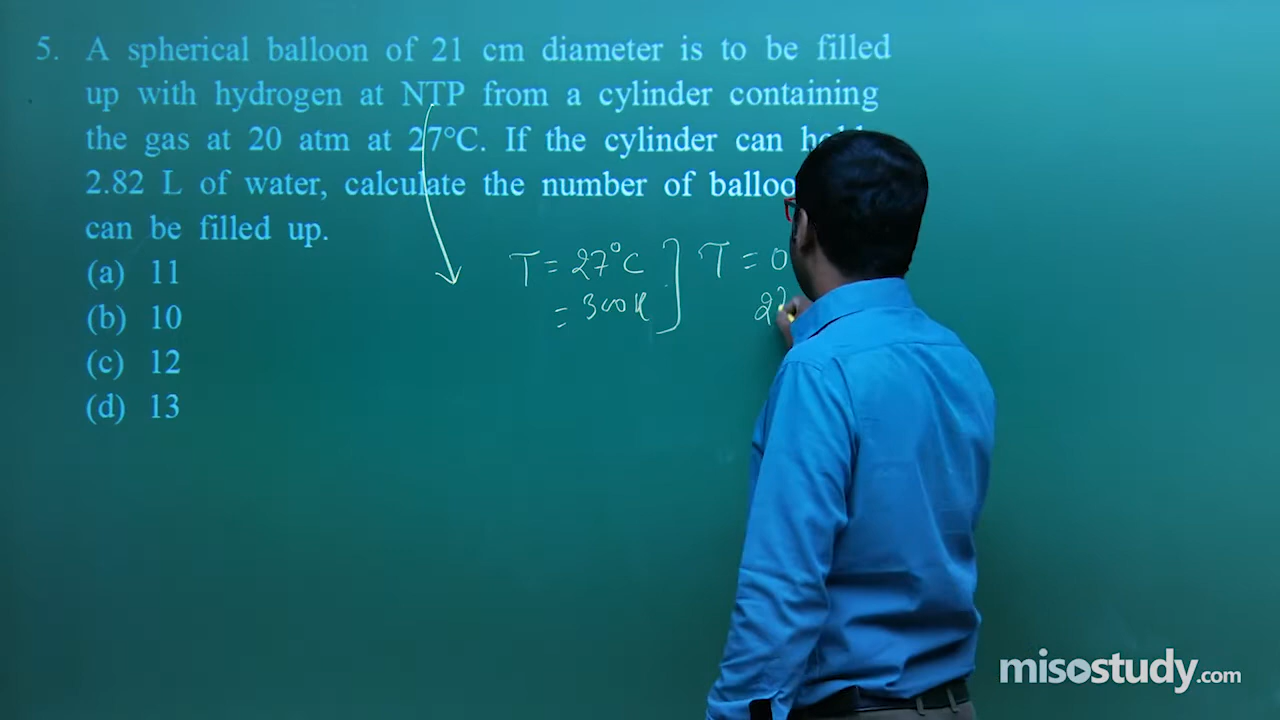 5. A spherical balloon of 21 cm diameter is to be filled
up with hydrogen at NTP from a cylinder containing
the gas at 20 atm at 27°C. If the cylinder can
2.82 L of water, calculate the number of
can be filled up.
(a) 11
(b) 10
(c) 12
(d) 13
T = 27°C
= 300K
T = 0
misostudy.com